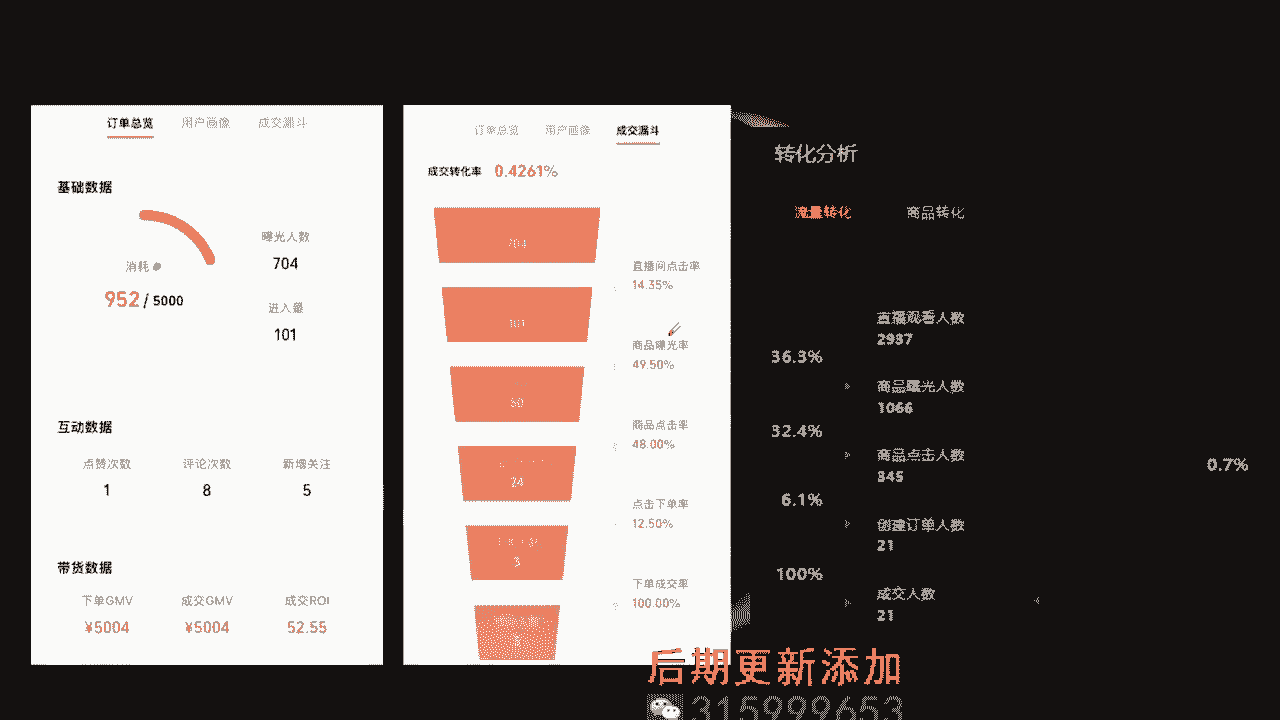 订单总览 用户画像 成交漏斗
基础数据
曝光人数
704
消耗
952 / 5000
进入量
101
互动数据
点赞次数 评论次数 新增关注
1 8 5
带货数据
下单GMV 成交GMV 成交ROI
¥5004 ¥5004 52.55
订单总览 用户画像 成交漏斗
成交转化率 0.4261%
704
直播间点击率
14.35%
101
商品曝光率
49.50%
50
商品点击率
48.00%
24
点击下单率
12.50%
3
下单成交率
100.00%
转化分析
流量转化 商品转化
直播观看人数
2937
36.3%
商品曝光人数
1066
32.4%
商品点击人数
345
6.1%
创建订单人数
21
100%
成交人数
21
0.7%
后期更新添加
315999653